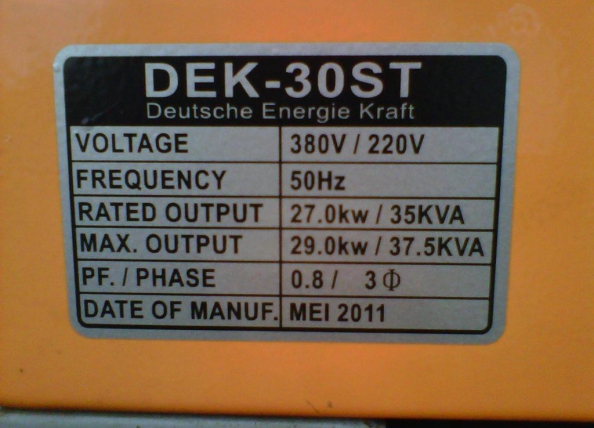 DEK-30ST
Deutsche Energie Kraft
VOLTAGE 380V / 220V
FREQUENCY 50Hz
RATED OUTPUT 27.0kw / 35KVA
MAX. OUTPUT 29.0kw / 37.5KVA
PF. / PHASE 0.8 / 3Φ
DATE OF MANUF. MEI 2011